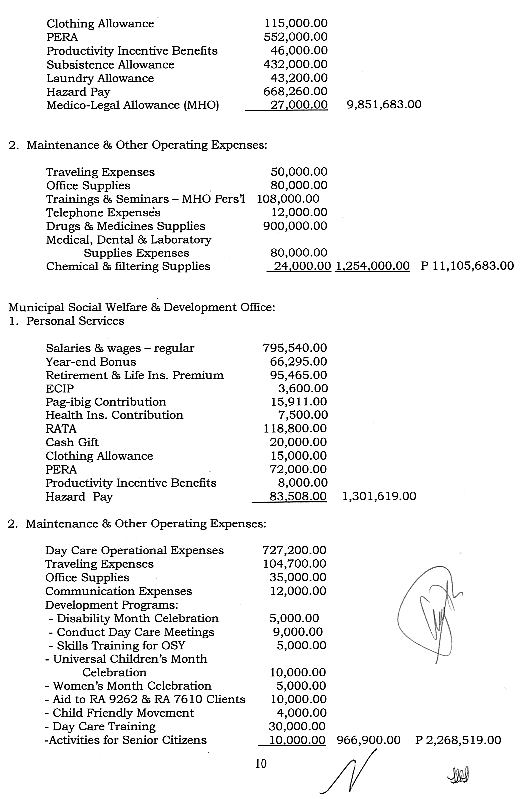 Clothing Allowance 115,000.00
PERA 552,000.00
Productivity Incentive Benefits 46,000.00
Subsistence Allowance 432,000.00
Laundry Allowance 43,200.00
Hazard Pay 668,260.00
Medico-Legal Allowance (MHO) 27,000.00 9,851,683.00
2. Maintenance & Other Operating Expenses:
Traveling Expenses 50,000.00
Office Supplies 80,000.00
Trainings & Seminars – MHO Pers'l 108,000.00
Telephone Expenses 12,000.00
Drugs & Medicines Supplies 900,000.00
Medical, Dental & Laboratory
Supplies Expenses 80,000.00
Chemical & filtering Supplies 24,000.00 1,254,000.00 P 11,105,683.00
Municipal Social Welfare & Development Office:
1. Personal Services
Salaries & wages – regular 795,540.00
Year-end Bonus 66,295.00
Retirement & Life Ins. Premium 95,465.00
ECIP 3,600.00
Pag-ibig Contribution 15,911.00
Health Ins. Contribution 7,500.00
RATA 118,800.00
Cash Gift 20,000.00
Clothing Allowance 15,000.00
PERA 72,000.00
Productivity Incentive Benefits 8,000.00
Hazard Pay 83,508.00 1,301,619.00
2. Maintenance & Other Operating Expenses:
Day Care Operational Expenses 727,200.00
Traveling Expenses 104,700.00
Office Supplies 35,000.00
Communication Expenses 12,000.00
Development Programs:
- Disability Month Celebration 5,000.00
- Conduct Day Care Meetings 9,000.00
- Skills Training for OSY 5,000.00
- Universal Children's Month
Celebration 10,000.00
- Women's Month Celebration 5,000.00
- Aid to RA 9262 & RA 7610 Clients 10,000.00
- Child Friendly Movement 4,000.00
- Day Care Training 30,000.00
-Activities for Senior Citizens 10,000.00 966,900.00 P 2,268,519.00
10